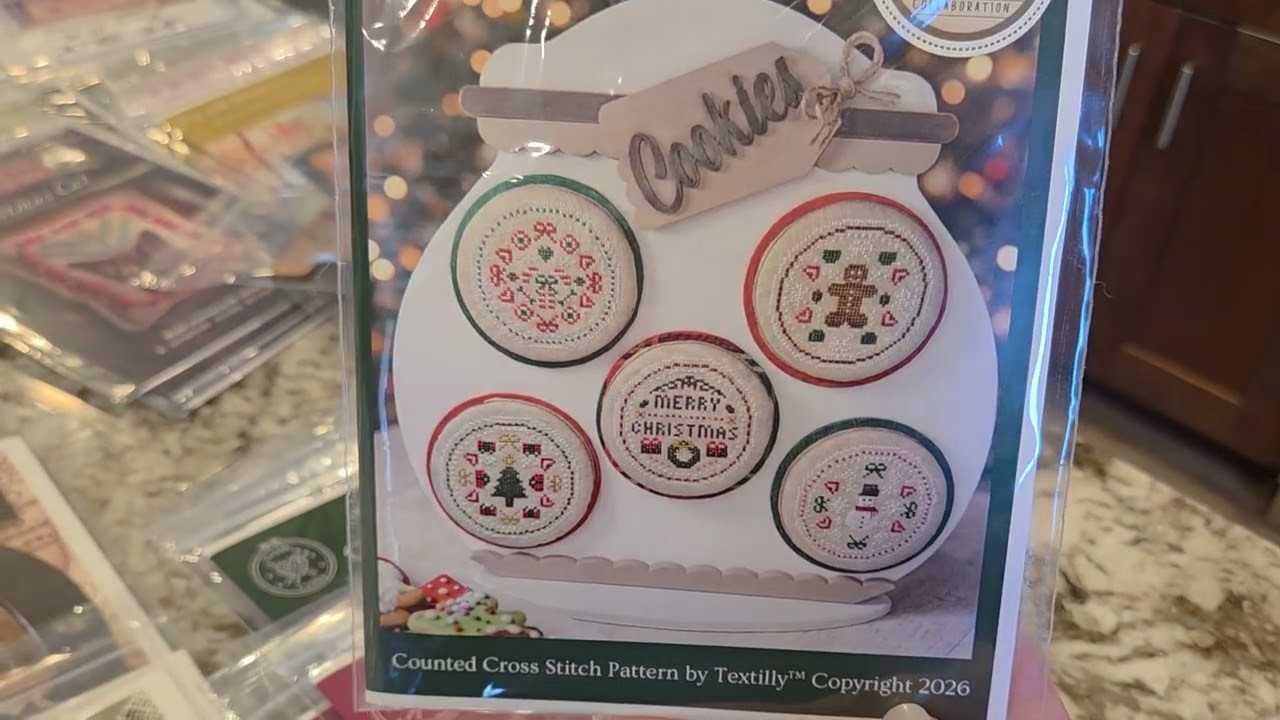 COLLABORATION
Cookies
MERRY
CHRISTMAS
Counted Cross Stitch Pattern by Textilly™ Copyright 2026